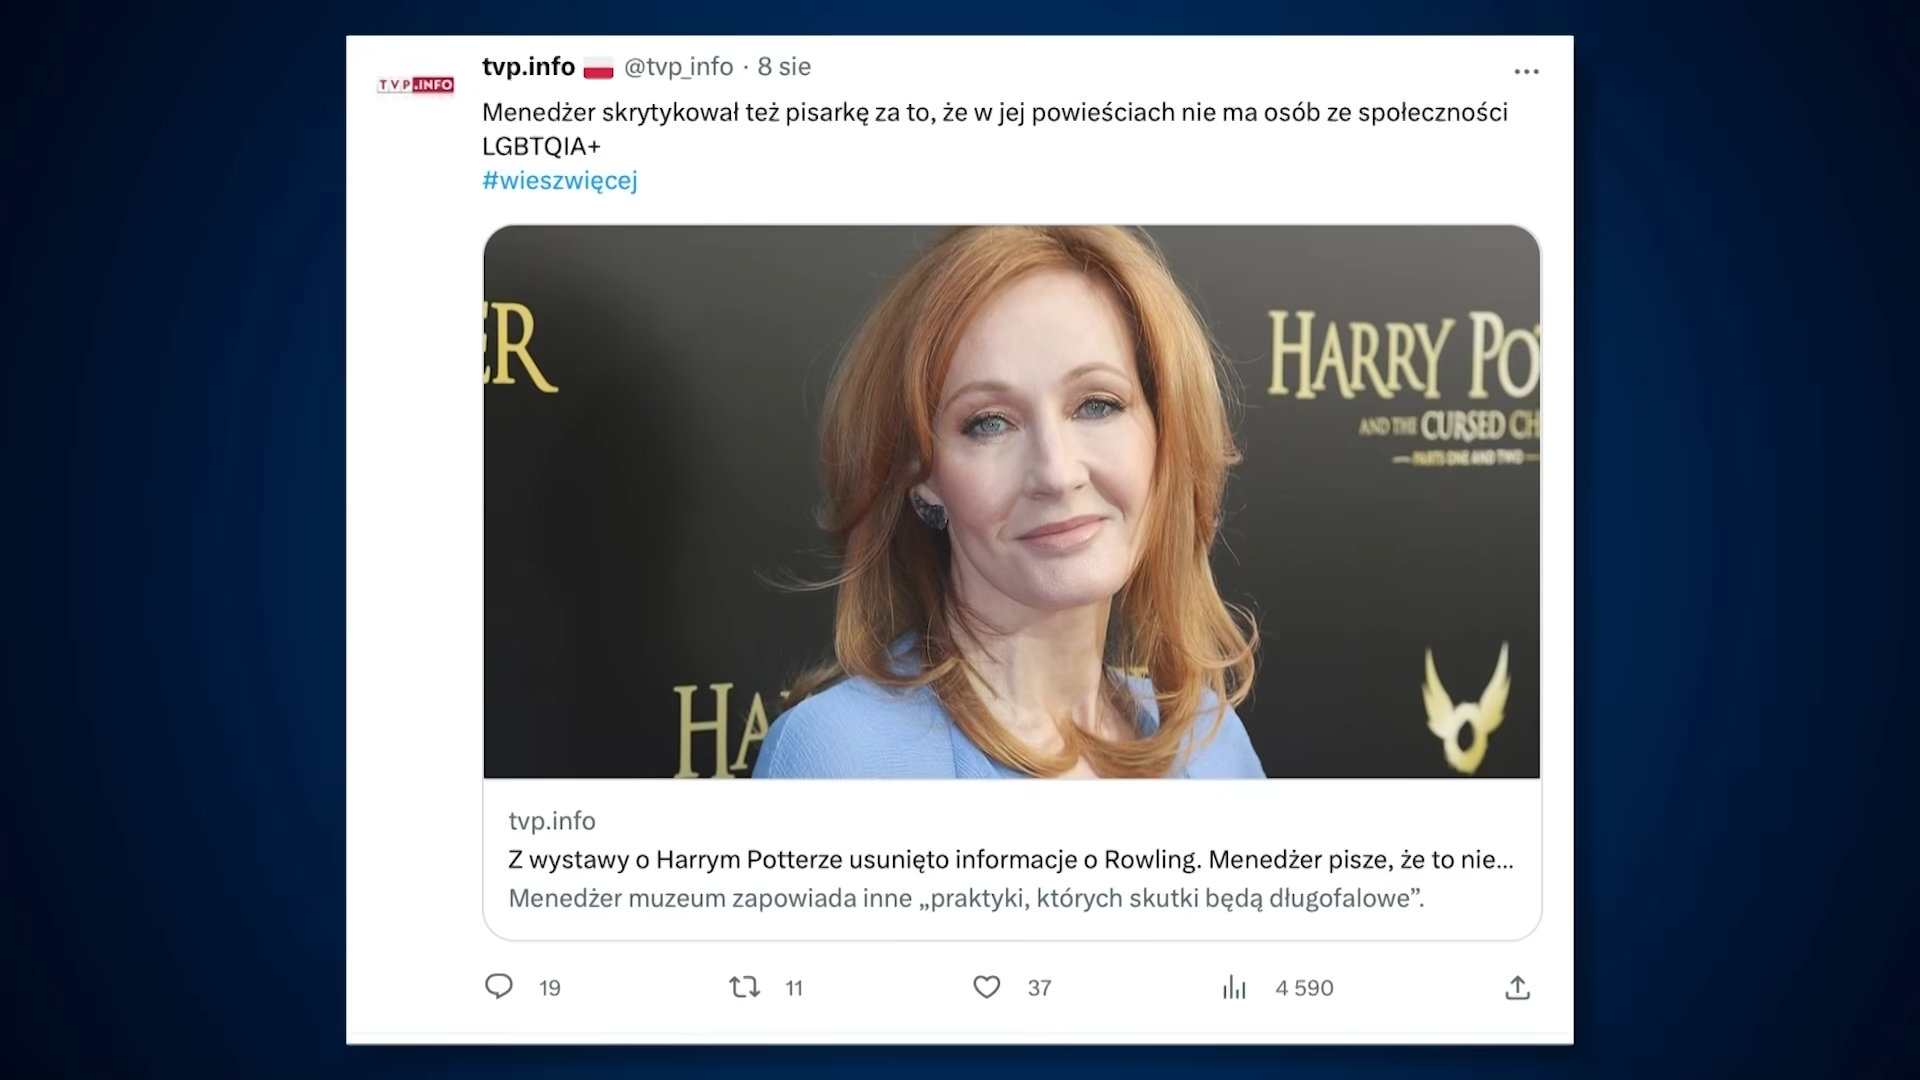 tvp.info @tvp_info · 8 sie
TVP.INFO
Menedżer skrytykował też pisarkę za to, że w jej powieściach nie ma osób ze społeczności
LGBTQIA+
#wieszwięcej
ER
HARRY PO
AND THE CURSED CH
PARTS ONE AND TWO
HA
tvp.info
Z wystawy o Harrym Potterze usunięto informacje o Rowling. Menedżer pisze, że to nie...
Menedżer muzeum zapowiada inne „praktyki, których skutki będą długofalowe”.
19 11 37 4 590